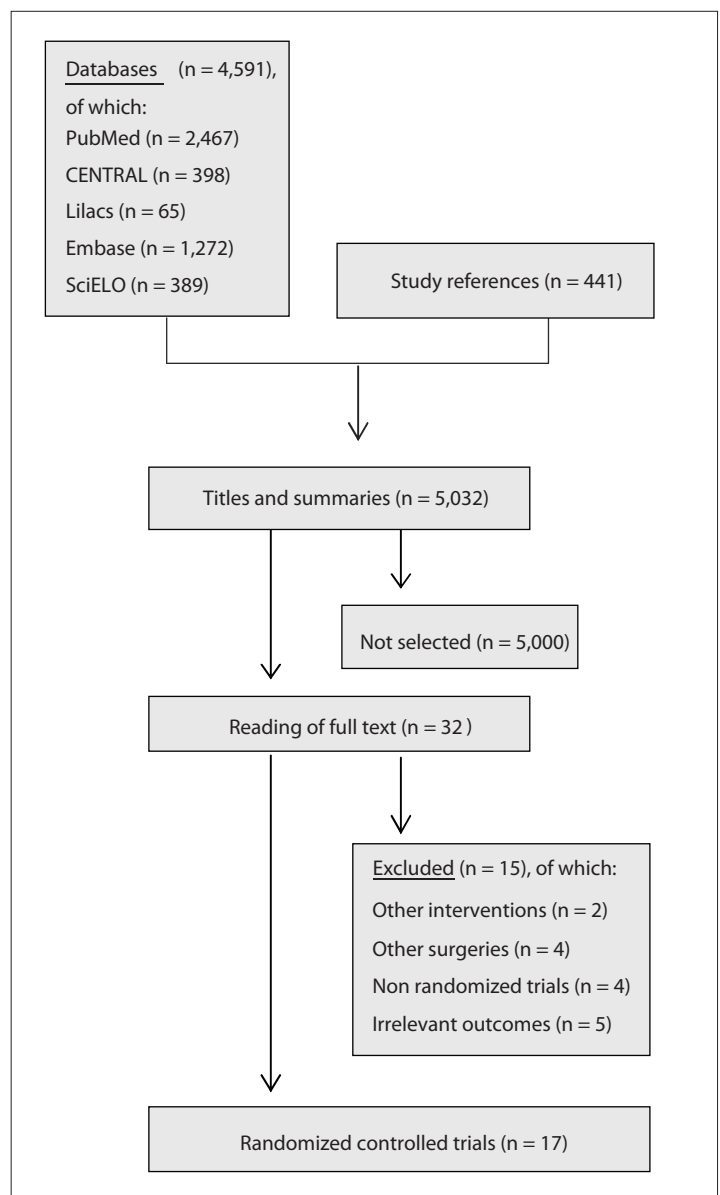 Databases (n = 4,591),
of which:
PubMed (n = 2,467)
CENTRAL (n = 398)
Lilacs (n = 65)
Embase (n = 1,272)
SciELO (n = 389)
Study references (n = 441)
Titles and summaries (n = 5,032)
Not selected (n = 5,000)
Reading of full text (n = 32 )
Excluded (n = 15), of which:
Other interventions (n = 2)
Other surgeries (n = 4)
Non randomized trials (n = 4)
Irrelevant outcomes (n = 5)
Randomized controlled trials (n = 17)